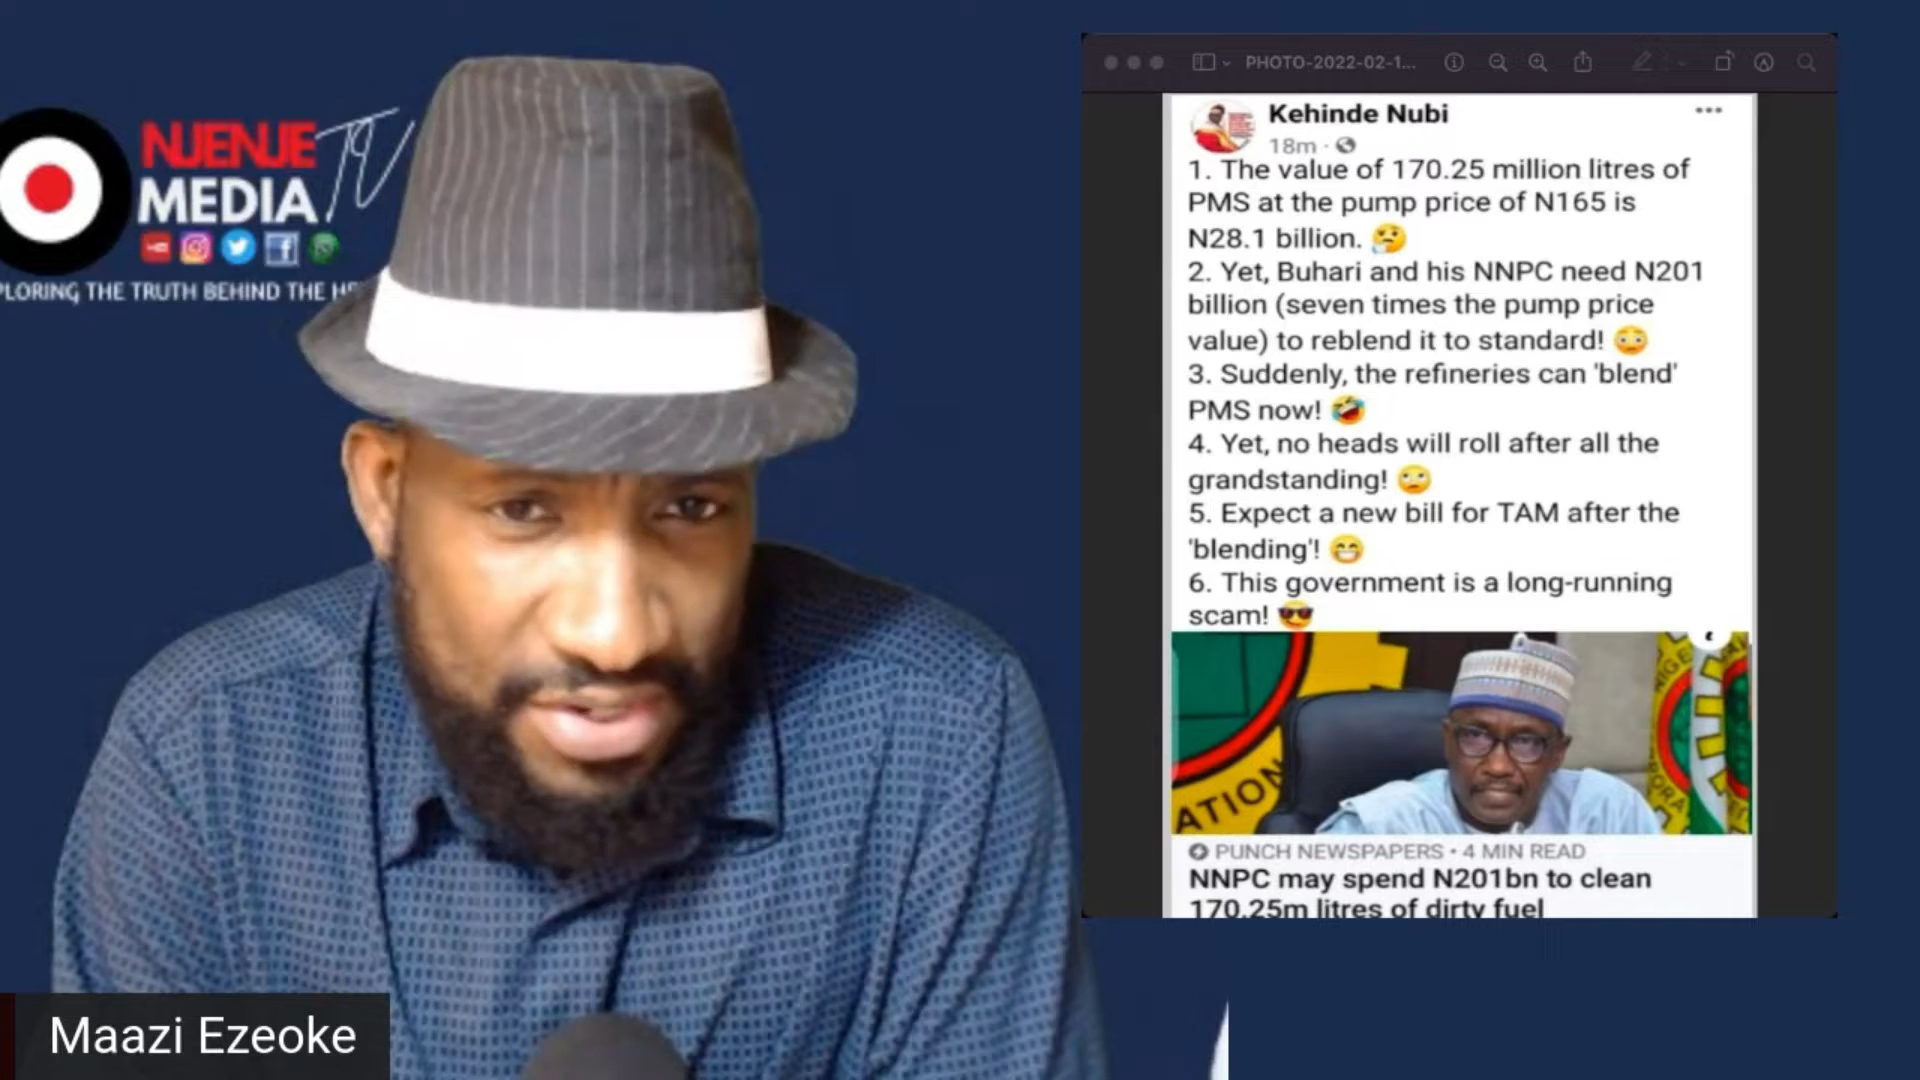 NJENJE
MEDIA
TV
PLORING THE TRUTH BEHIND THE HE
Maazi Ezeoke
PHOTO-2022-02-1...
Kehinde Nubi
18m
1. The value of 170.25 million litres of
PMS at the pump price of N165 is
N28.1 billion. 🤔
2. Yet, Buhari and his NNPC need N201
billion (seven times the pump price
value) to reblend it to standard! 😳
3. Suddenly, the refineries can 'blend'
PMS now! 🤣
4. Yet, no heads will roll after all the
grandstanding! 🙄
5. Expect a new bill for TAM after the
'blending'! 😁
6. This government is a long-running
scam! 😎
ATION
NIGE
ORA
PUNCH NEWSPAPERS • 4 MIN READ
NNPC may spend N201bn to clean
170.25m litres of dirty fuel